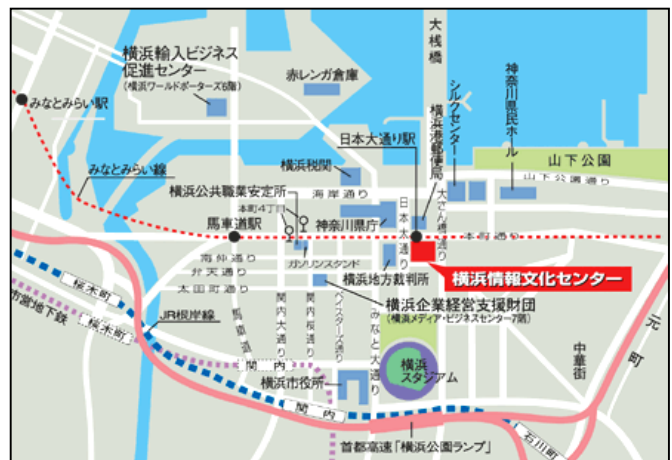 横浜輸入ビジネス
促進センター
(横浜ワールドポーターズ6階)
赤レンガ倉庫
大桟橋
シルクセンター
神奈川県民ホール
みなとみらい駅
日本大通り駅
横浜港郵便局
山下公園
山下公園通り
みなとみらい線
横浜税関
横浜公共職業安定所
海岸通り
本町4丁目
神奈川県庁
日本大通り
大さん橋通り
馬車道駅
本町通り
海仲通り
ガソリンスタンド
弁天通り
横浜地方裁判所
横浜情報文化センター
太田町通り
桜木町
市営地下鉄
桜木町
JR根岸線
横浜企業経営支援財団
(横浜メディア・ビジネスセンター7階)
馬車道
関内大通り
関内桜通り
ベイスターズ通り
みなと大通り
関内
横浜
スタジアム
中華街
元町
横浜市役所
関内
石川町
首都高速「横浜公園ランプ」